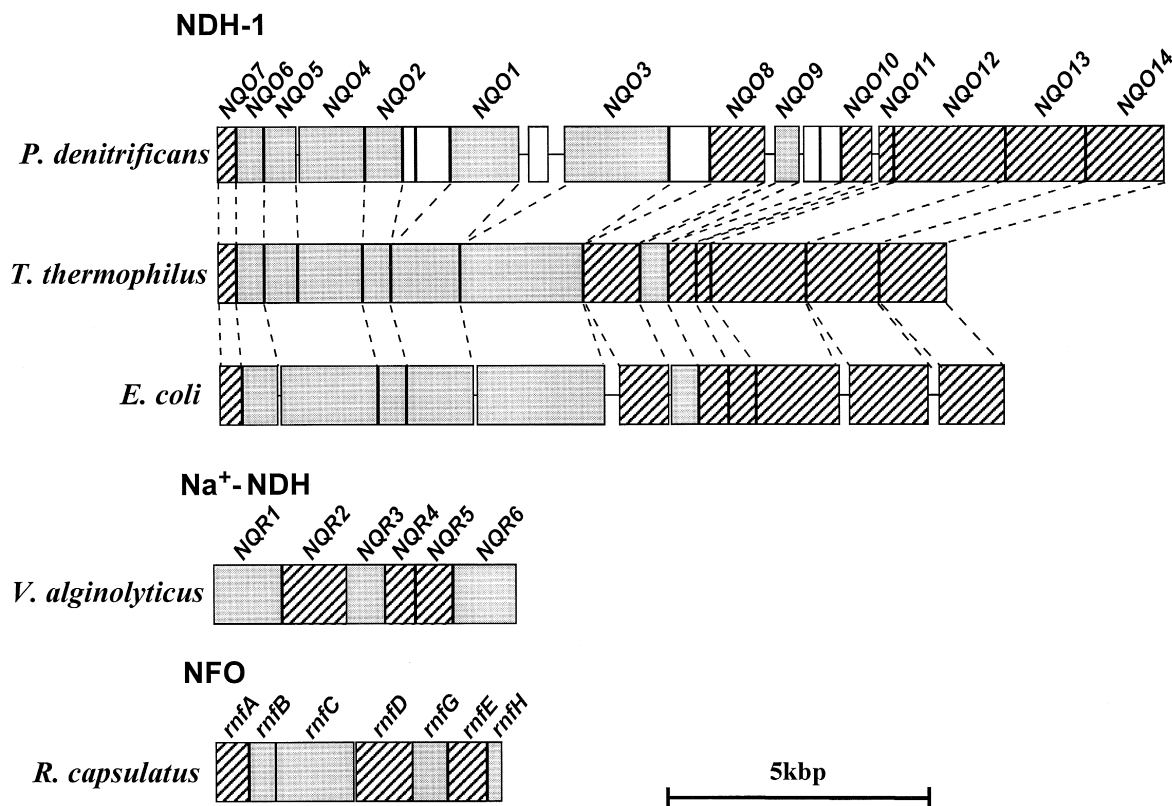 NDH-1
NQO7 NQO6 NQO5 NQO4 NQO2 NQO1 NQO3 NQO8 NQO9 NQO10 NQO11 NQO12 NQO13 NQO14
P. denitrificans
T. thermophilus
E. coli
Na+- NDH
NQR1 NQR2 NQR3 NQR4 NQR5 NQR6
V. alginolyticus
NFO
rnfA rnfB rnfC rnfD rnfG rnfE rnfH
R. capsulatus
5kbp